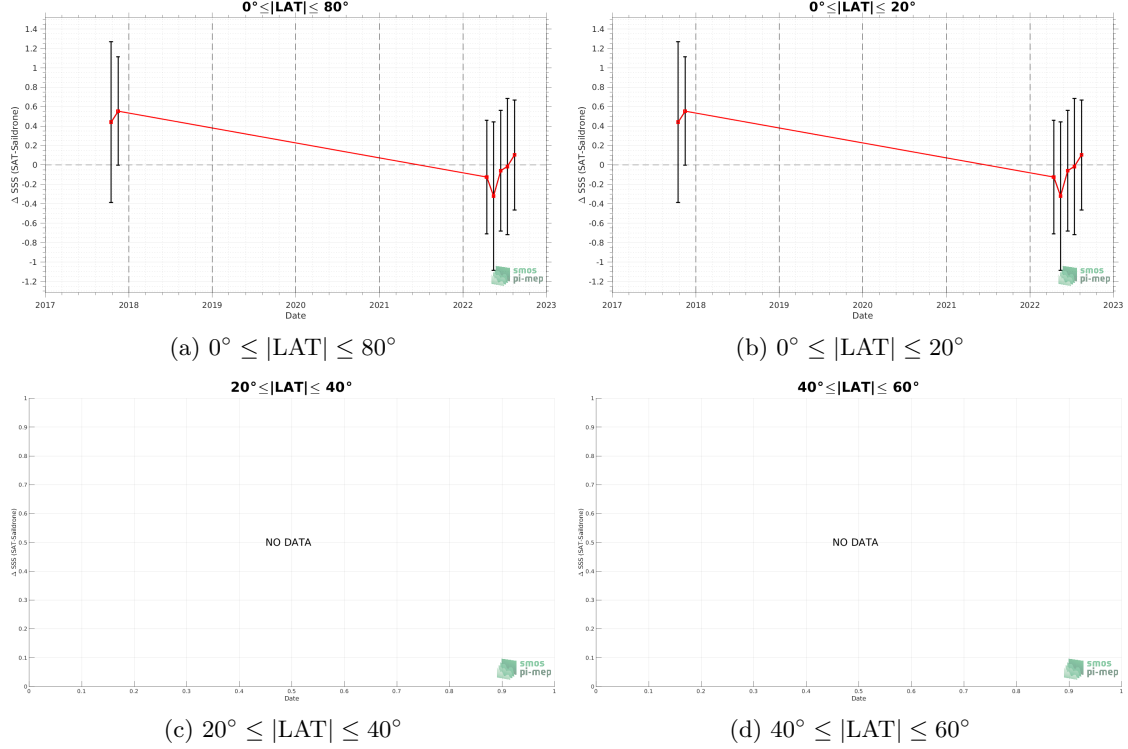 0°≤|LAT|≤ 80°
Δ SSS (SAT-Saildrone)
1.4
1.2
1
0.8
0.6
0.4
0.2
0
-0.2
-0.4
-0.6
-0.8
-1
-1.2
2017 2018 2019 2020 2021 2022 2023
Date
smos
pi-mep
(a) 0° ≤ |LAT| ≤ 80°
0°≤|LAT|≤ 20°
Δ SSS (SAT-Saildrone)
1.4
1.2
1
0.8
0.6
0.4
0.2
0
-0.2
-0.4
-0.6
-0.8
-1
-1.2
2017 2018 2019 2020 2021 2022 2023
Date
smos
pi-mep
(b) 0° ≤ |LAT| ≤ 20°
20°≤|LAT|≤ 40°
Δ SSS (SAT-Saildrone)
1
0.9
0.8
0.7
0.6
0.5
0.4
0.3
0.2
0.1
0
NO DATA
0 0.1 0.2 0.3 0.4 0.5 0.6 0.7 0.8 0.9 1
Date
smos
pi-mep
(c) 20° ≤ |LAT| ≤ 40°
40°≤|LAT|≤ 60°
Δ SSS (SAT-Saildrone)
1
0.9
0.8
0.7
0.6
0.5
0.4
0.3
0.2
0.1
0
NO DATA
0 0.1 0.2 0.3 0.4 0.5 0.6 0.7 0.8 0.9 1
Date
smos
pi-mep
(d) 40° ≤ |LAT| ≤ 60°